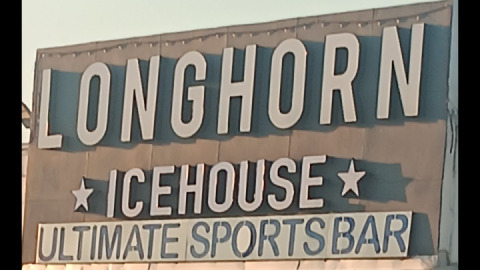 LONGHORN
ICEHOUSE
ULTIMATE SPORTS BAR